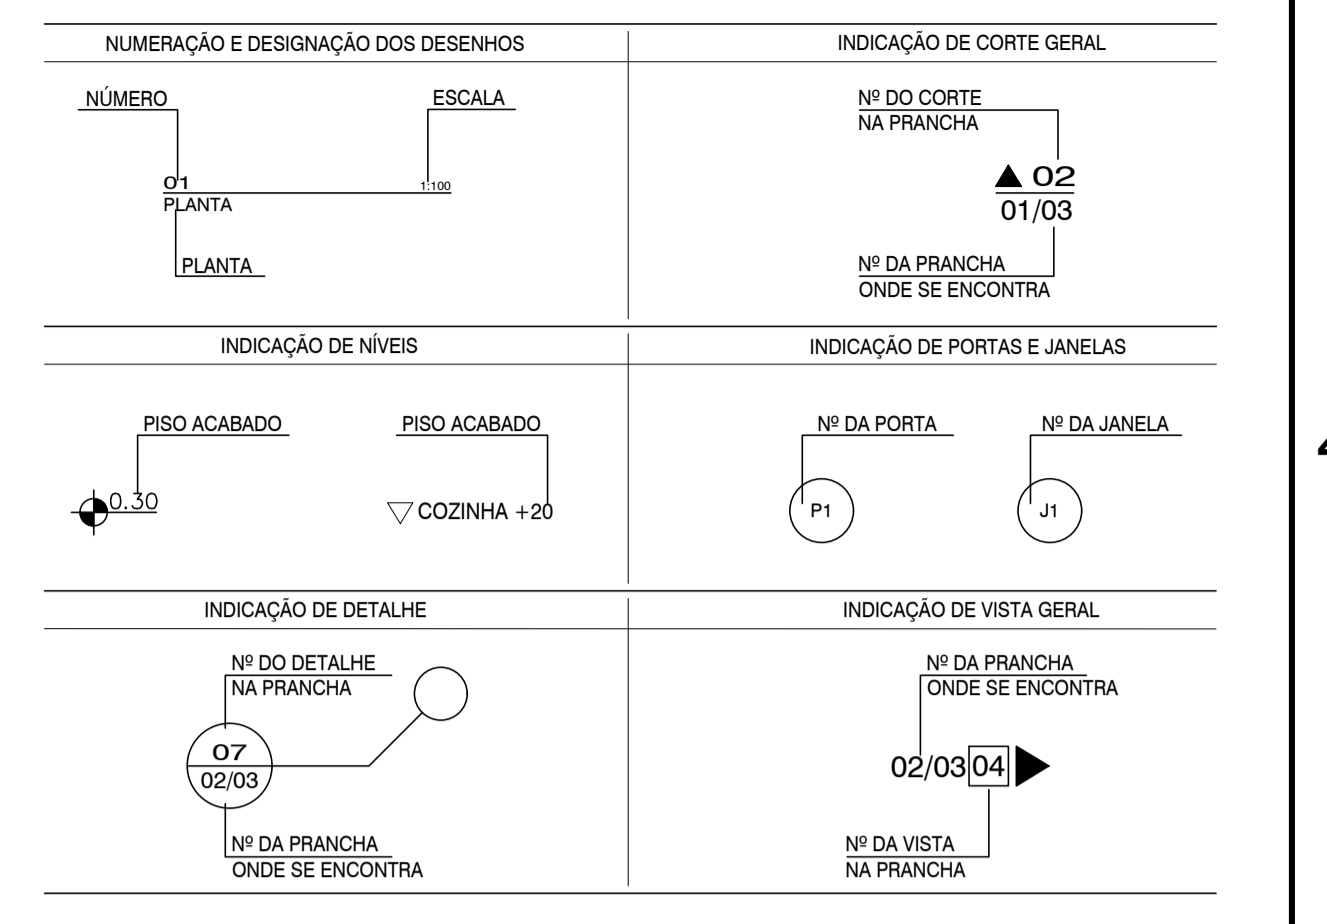 NUMERAÇÃO E DESIGNAÇÃO DOS DESENHOS
NÚMERO
ESCALA
01
1:100
PLANTA
PLANTA
INDICAÇÃO DE CORTE GERAL
Nº DO CORTE
NA PRANCHA
02
01/03
Nº DA PRANCHA
ONDE SE ENCONTRA
INDICAÇÃO DE NÍVEIS
PISO ACABADO
PISO ACABADO
0.30
COZINHA +20
INDICAÇÃO DE PORTAS E JANELAS
Nº DA PORTA
Nº DA JANELA
P1
J1
INDICAÇÃO DE DETALHE
Nº DO DETALHE
NA PRANCHA
07
02/03
Nº DA PRANCHA
ONDE SE ENCONTRA
INDICAÇÃO DE VISTA GERAL
Nº DA PRANCHA
ONDE SE ENCONTRA
02/03 04
Nº DA VISTA
NA PRANCHA